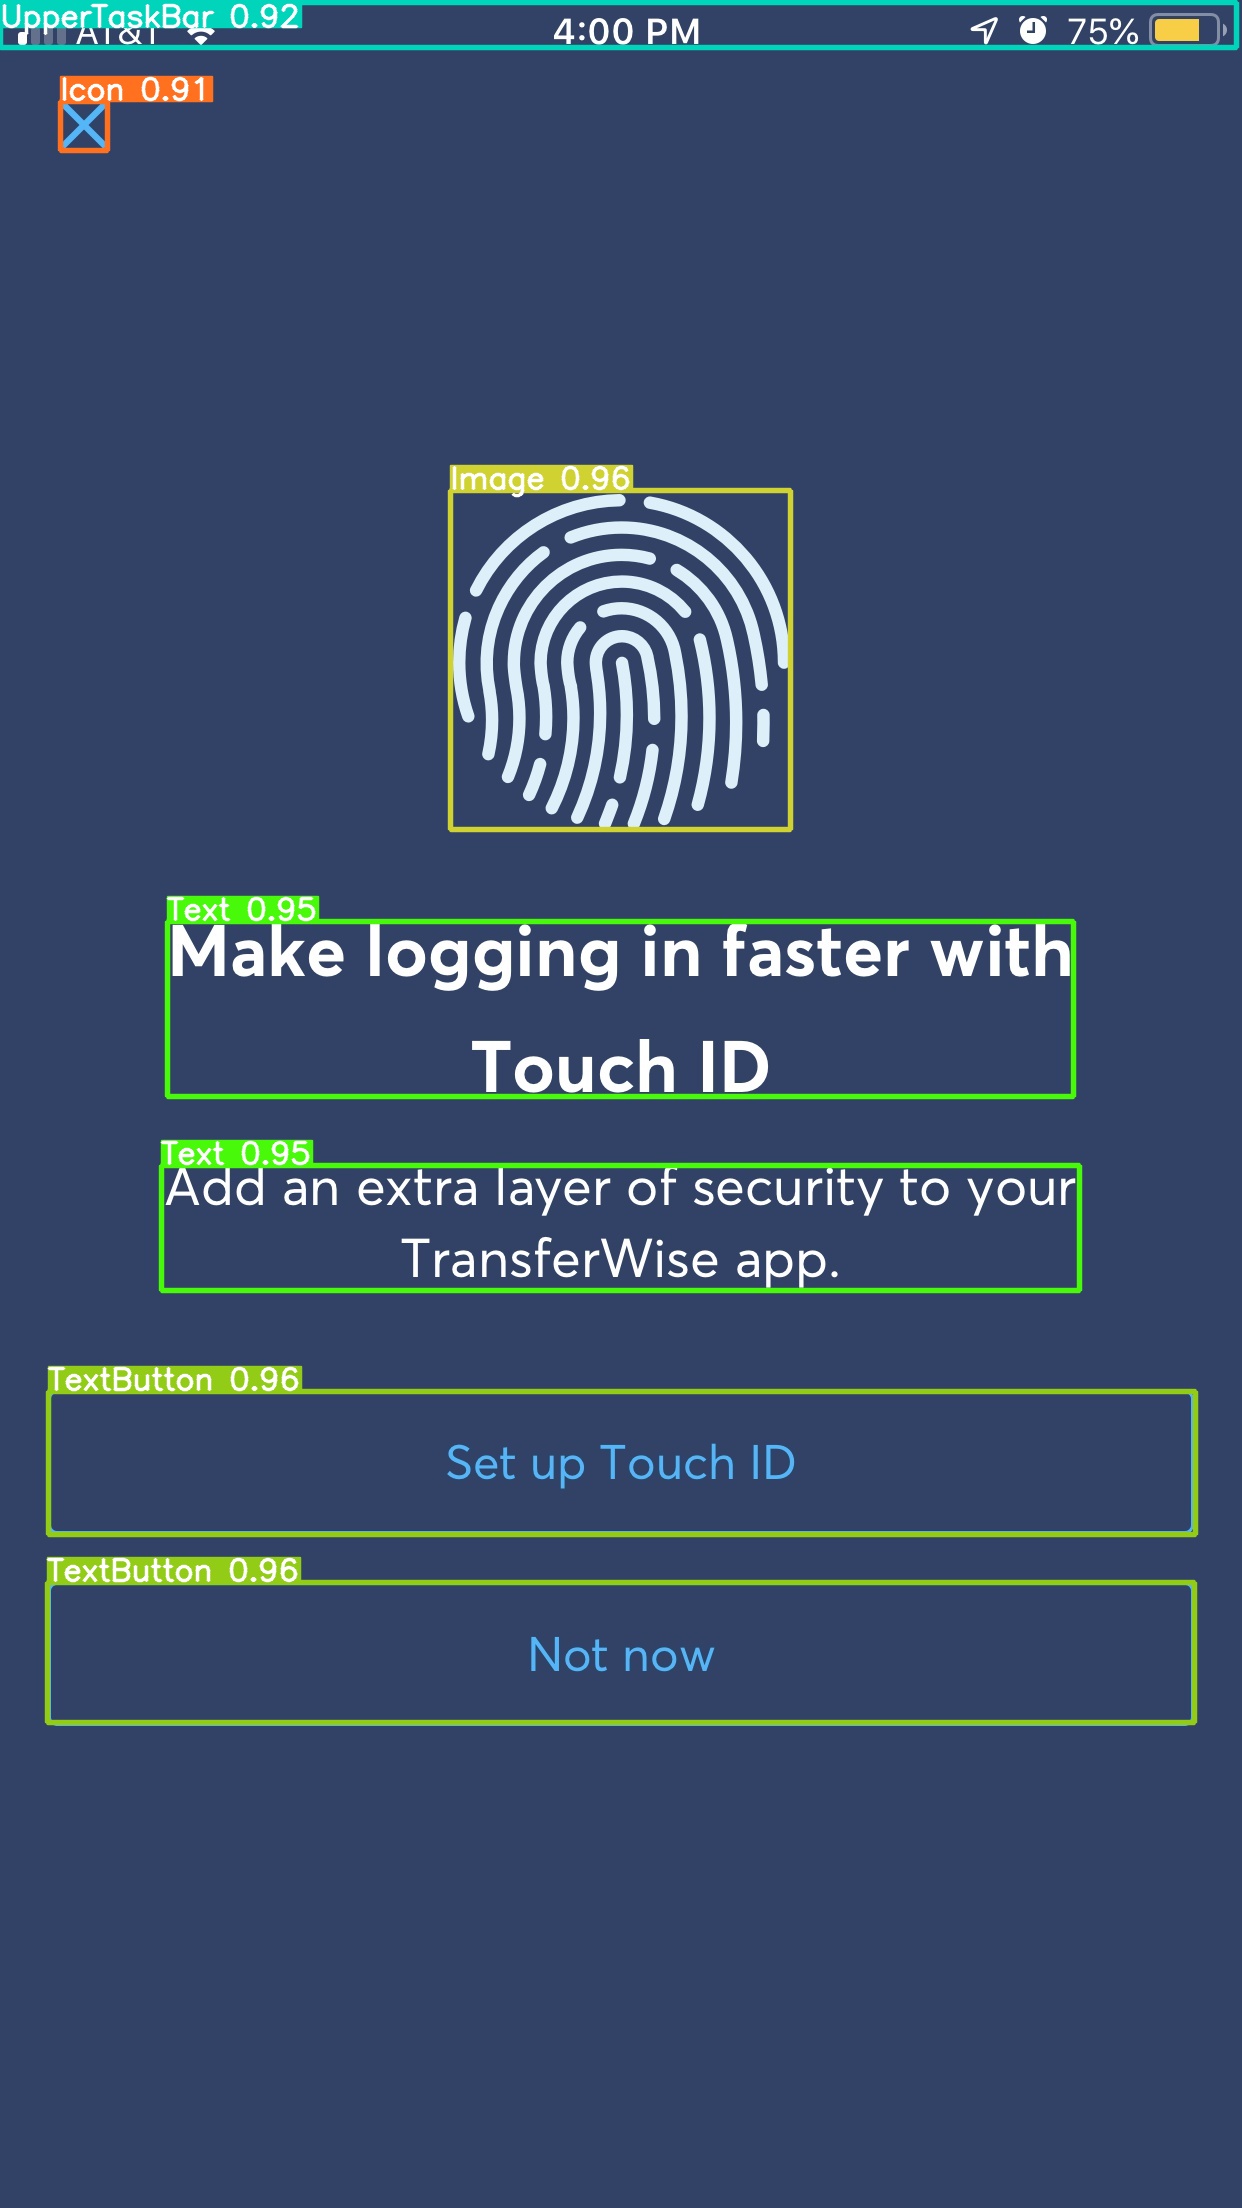 UpperTaskBar 0.92
AT&T 4:00 PM 75%
Icon 0.91
Image 0.96
Text 0.95
Make logging in faster with
Touch ID
Text 0.95
Add an extra layer of security to your
TransferWise app.
TextButton 0.96
Set up Touch ID
TextButton 0.96
Not now